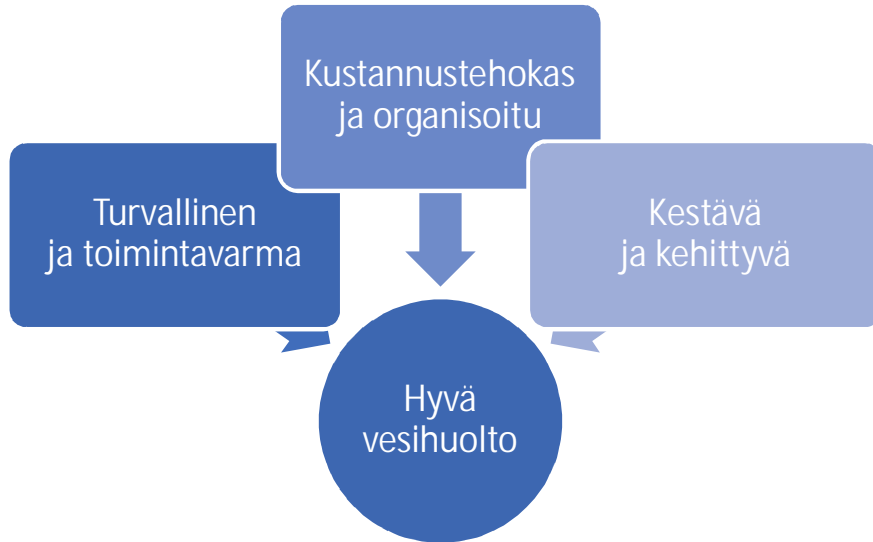 Kustannustehokas
ja organisoitu
Turvallinen
ja toimintavarma
Kestävä
ja kehittyvä
Hyvä
vesihuolto